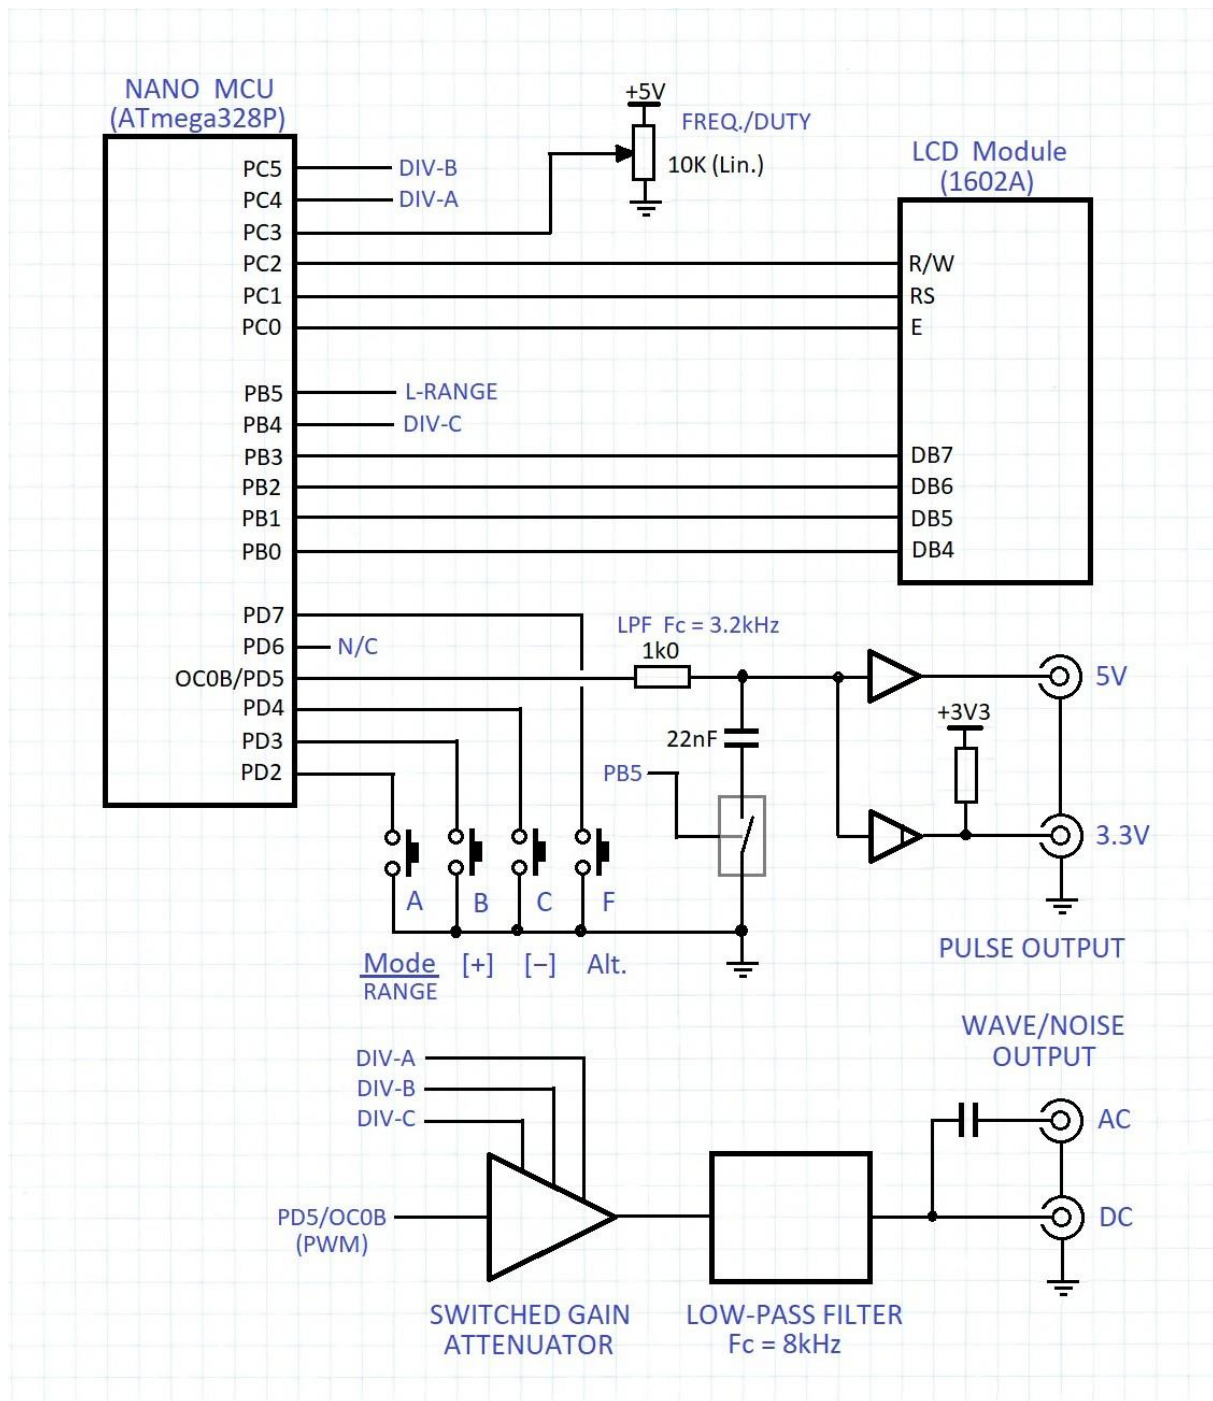 NANO MCU
(ATmega328P)
PC5
DIV-B
PC4
DIV-A
PC3
PC2
PC1
PC0
PB5
L-RANGE
PB4
DIV-C
PB3
PB2
PB1
PB0
PD7
PD6
N/C
OC0B/PD5
PD4
PD3
PD2
+5V
FREQ./DUTY
10K (Lin.)
LCD Module
(1602A)
R/W
RS
E
DB7
DB6
DB5
DB4
LPF Fc = 3.2kHz
1k0
22nF
PB5
5V
+3V3
3.3V
PULSE OUTPUT
A
B
C
F
Mode
[+]
[–]
Alt.
RANGE
DIV-A
DIV-B
DIV-C
PD5/OC0B
(PWM)
SWITCHED GAIN
ATTENUATOR
LOW-PASS FILTER
Fc = 8kHz
WAVE/NOISE
OUTPUT
AC
DC